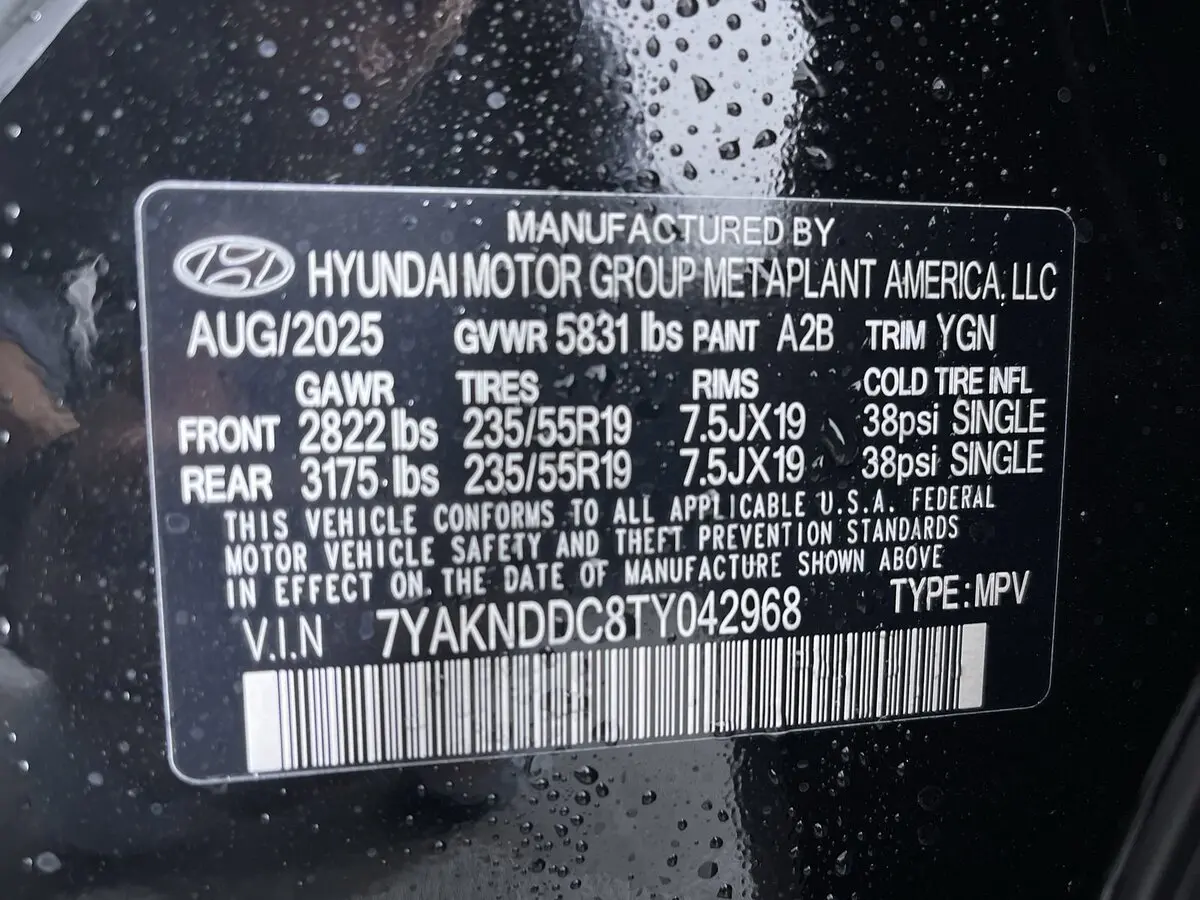 MANUFACTURED BY
HYUNDAI MOTOR GROUP METAPLANT AMERICA, LLC
AUG/2025 GVWR 5831 lbs PANT A2B TRIM YGN
GAWR TIRES RIMS COLD TIRE INFL
FRONT 2822 lbs 235/55R19 7.5JX19 38psi SINGLE
REAR 3175 lbs 235/55R19 7.5JX19 38psi SINGLE
THIS VEHICLE CONFORMS TO ALL APPLICABLE U.S.A. FEDERAL
MOTOR VEHICLE SAFETY AND THEFT PREVENTION STANDARDS
IN EFFECT ON THE DATE OF MANUFACTURE SHOWN ABOVE
V.I.N 7YAKNDDC8TY042968 TYPE: MPV